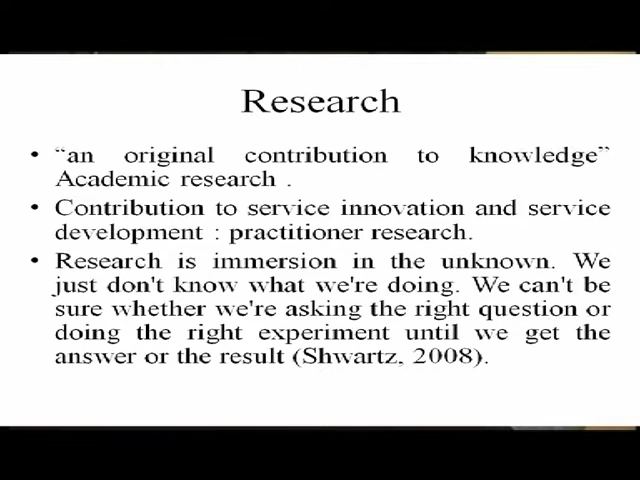 Research
• “an original contribution to knowledge”
Academic research .
• Contribution to service innovation and service
development : practitioner research.
• Research is immersion in the unknown. We
just don't know what we're doing. We can't be
sure whether we're asking the right question or
doing the right experiment until we get the
answer or the result (Shwartz, 2008).